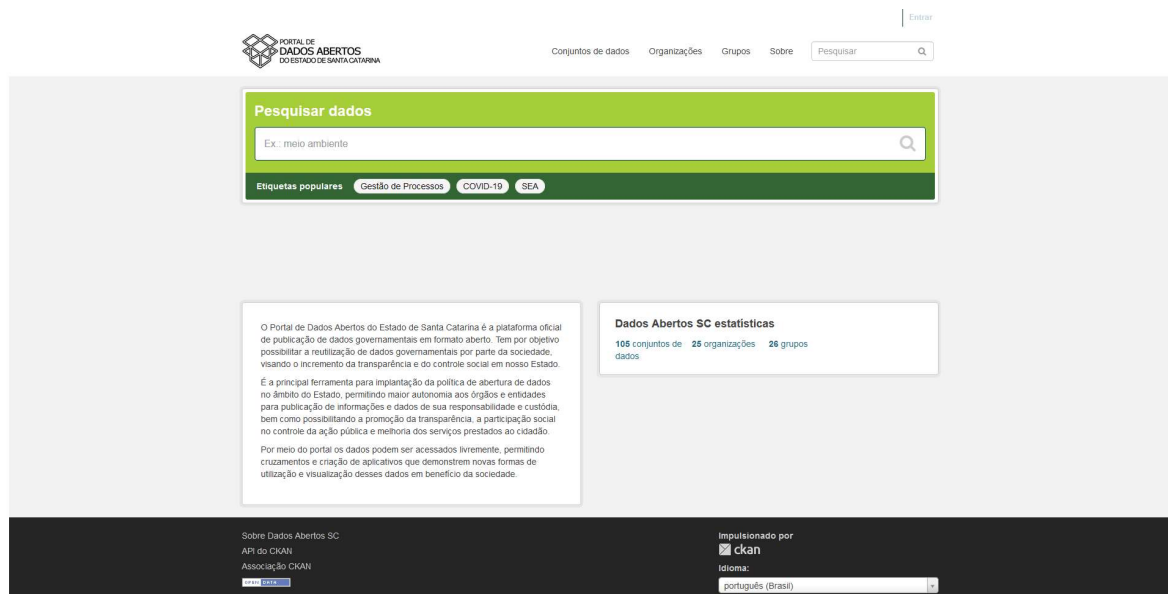 Entrar
PORTAL DE
DADOS ABERTOS
DO ESTADO DE SANTA CATARINA
Conjuntos de dados Organizações Grupos Sobre Pesquisar
Pesquisar dados
Ex.: meio ambiente
Etiquetas populares Gestão de Processos COVID-19 SEA
O Portal de Dados Abertos do Estado de Santa Catarina é a plataforma oficial
de publicação de dados governamentais em formato aberto. Tem por objetivo
possibilitar a reutilização de dados governamentais por parte da sociedade,
visando o incremento da transparência e do controle social em nosso Estado.
É a principal ferramenta para implantação da política de abertura de dados
no âmbito do Estado, permitindo maior autonomia aos órgãos e entidades
para publicação de informações e dados de sua responsabilidade e custódia,
bem como possibilitando a promoção da transparência, a participação social
no controle da ação pública e melhoria dos serviços prestados ao cidadão.
Por meio do portal os dados podem ser acessados livremente, permitindo
cruzamentos e criação de aplicativos que demonstrem novas formas de
utilização e visualização desses dados em benefício da sociedade.
Dados Abertos SC estatísticas
105 conjuntos de dados 25 organizações 26 grupos
Sobre Dados Abertos SC
API do CKAN
Associação CKAN
OPEN DATA
Impulsionado por
ckan
Idioma:
português (Brasil)